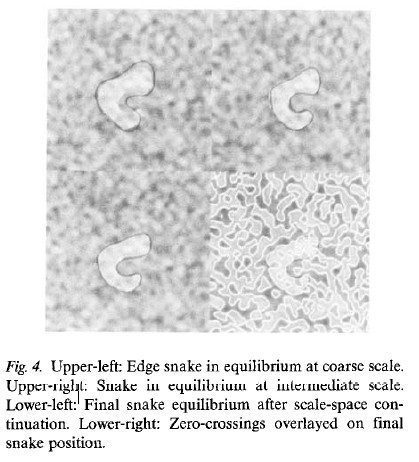 Fig. 4. Upper-left: Edge snake in equilibrium at coarse scale.
Upper-right: Snake in equilibrium at intermediate scale.
Lower-left: Final snake equilibrium after scale-space con-
tinuation. Lower-right: Zero-crossings overlayed on final
snake position.